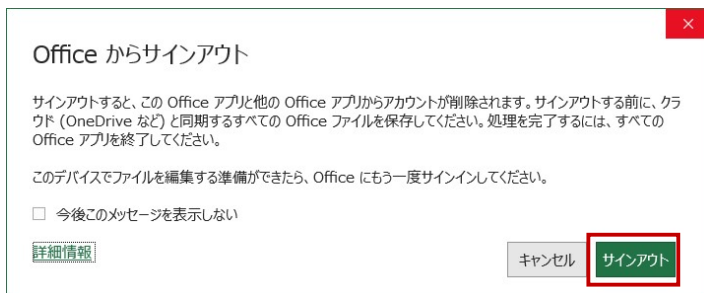 Office からサインアウト
サインアウトすると、この Office アプリと他の Office アプリからアカウントが削除されます。サインアウトする前に、クラ
ウド (OneDrive など) と同期するすべての Office ファイルを保存してください。処理を完了するには、すべての
Office アプリを終了してください。
このデバイスでファイルを編集する準備ができたら、Office にもう一度サインインしてください。
今後このメッセージを表示しない
詳細情報
キャンセル
サインアウト